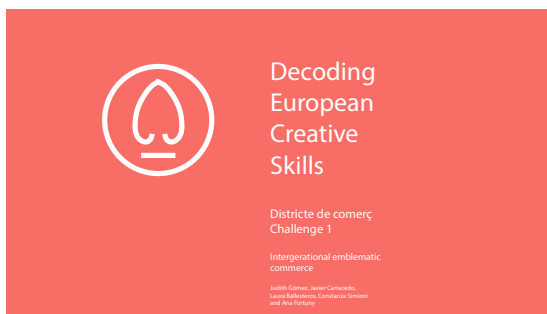 Decoding
European
Creative
Skills
Districte de comerç
Challenge 1
Intergerational emblematic
commerce
Judith Gómez, Javier Carracedo,
Laura Ballesteros, Constanza Simioni
and Ana Fortuny